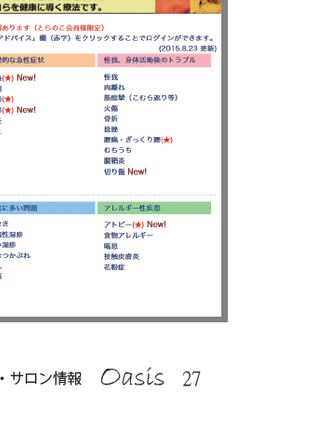 らを健康に導く療法です。
あります（とらのこ会員様限定）
アドバイス」欄（赤字）をクリックすることでログインができます。
(2015.8.23 更新)
的な急性症状
怪我、身体活動後のトラブル
(★) New!
(★)
(★) New!
怪我
肉離れ
筋痙攣（こむら返り等）
火傷
骨折
捻挫
腰痛・ぎっくり腰(★)
むちうち
腱鞘炎
切り傷 New!
に多い問題
アレルギー性疾患
性湿疹
湿疹
つかぶれ
アトピー(★) New!
食物アレルギー
喘息
接触皮膚炎
花粉症
・サロン情報 Oasis 27